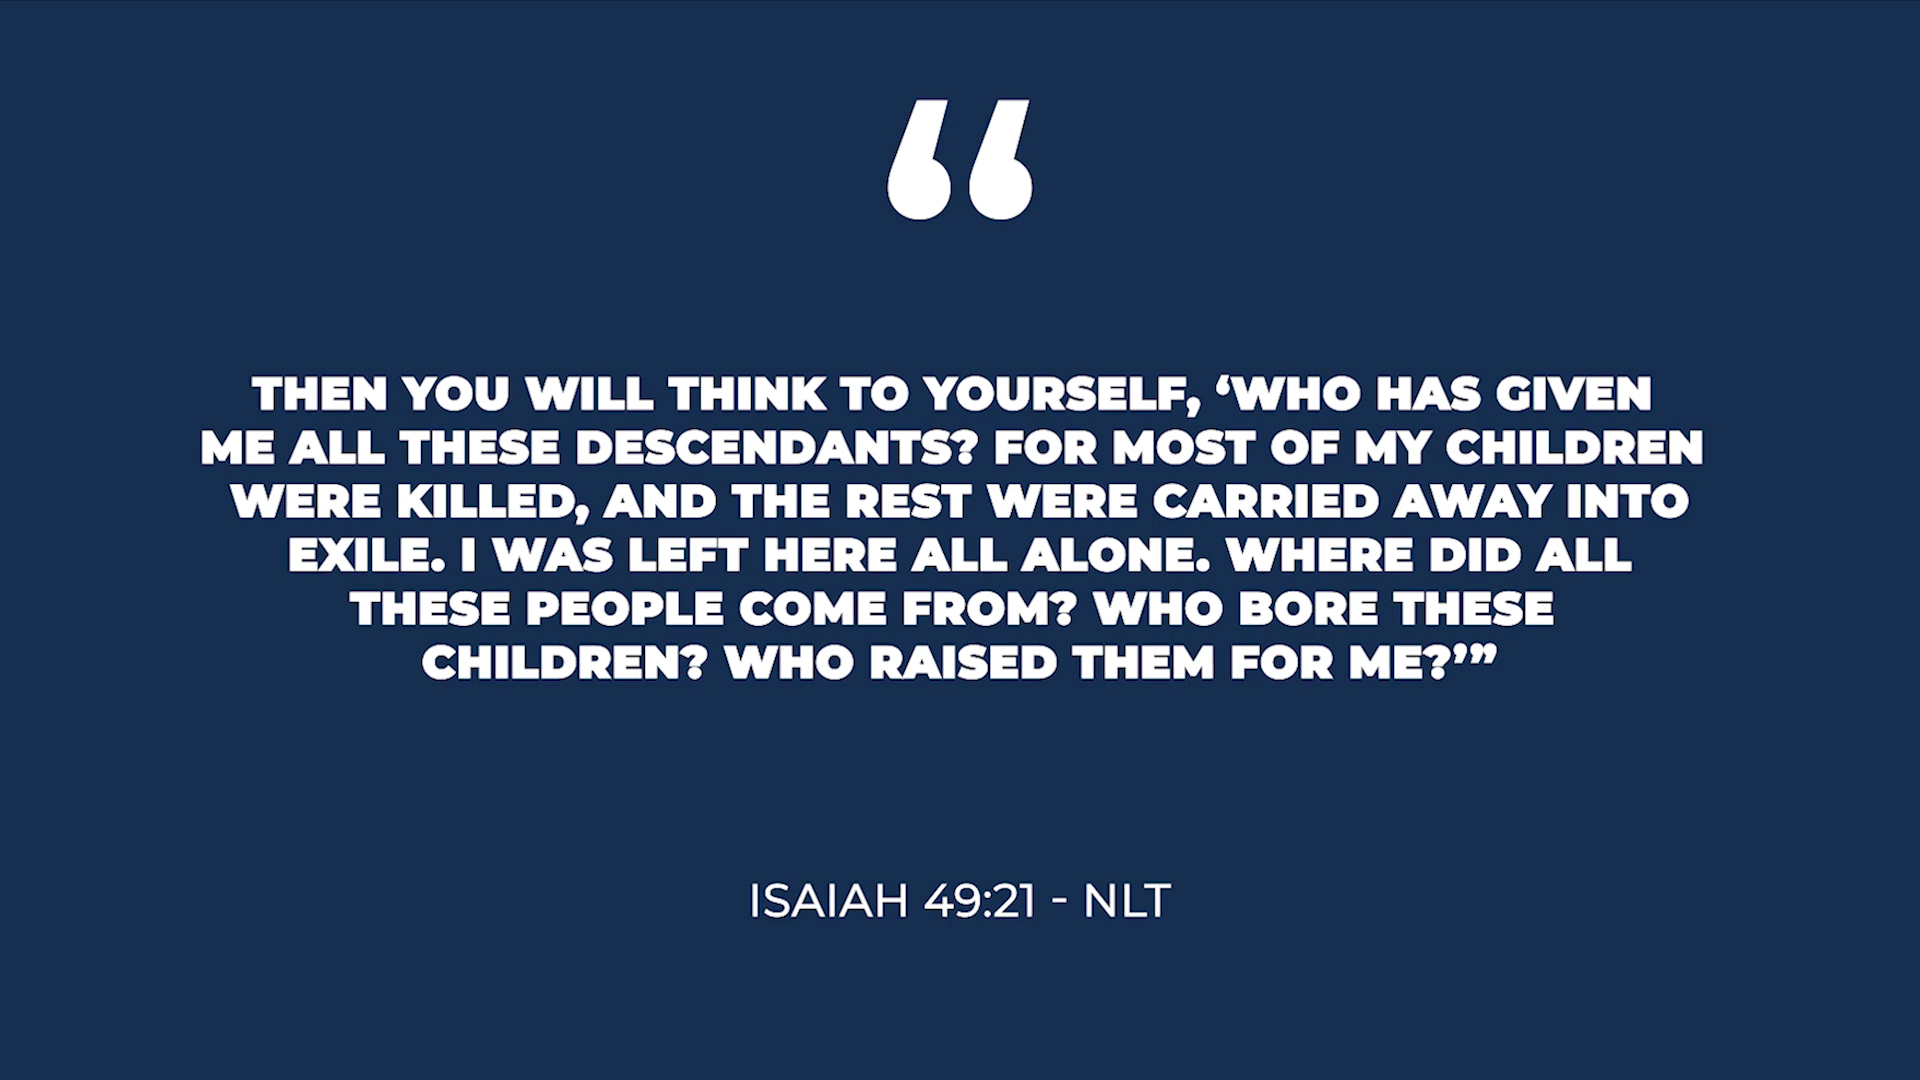 “
THEN YOU WILL THINK TO YOURSELF, ‘WHO HAS GIVEN
ME ALL THESE DESCENDANTS? FOR MOST OF MY CHILDREN
WERE KILLED, AND THE REST WERE CARRIED AWAY INTO
EXILE. I WAS LEFT HERE ALL ALONE. WHERE DID ALL
THESE PEOPLE COME FROM? WHO BORE THESE
CHILDREN? WHO RAISED THEM FOR ME?’”
ISAIAH 49:21 - NLT